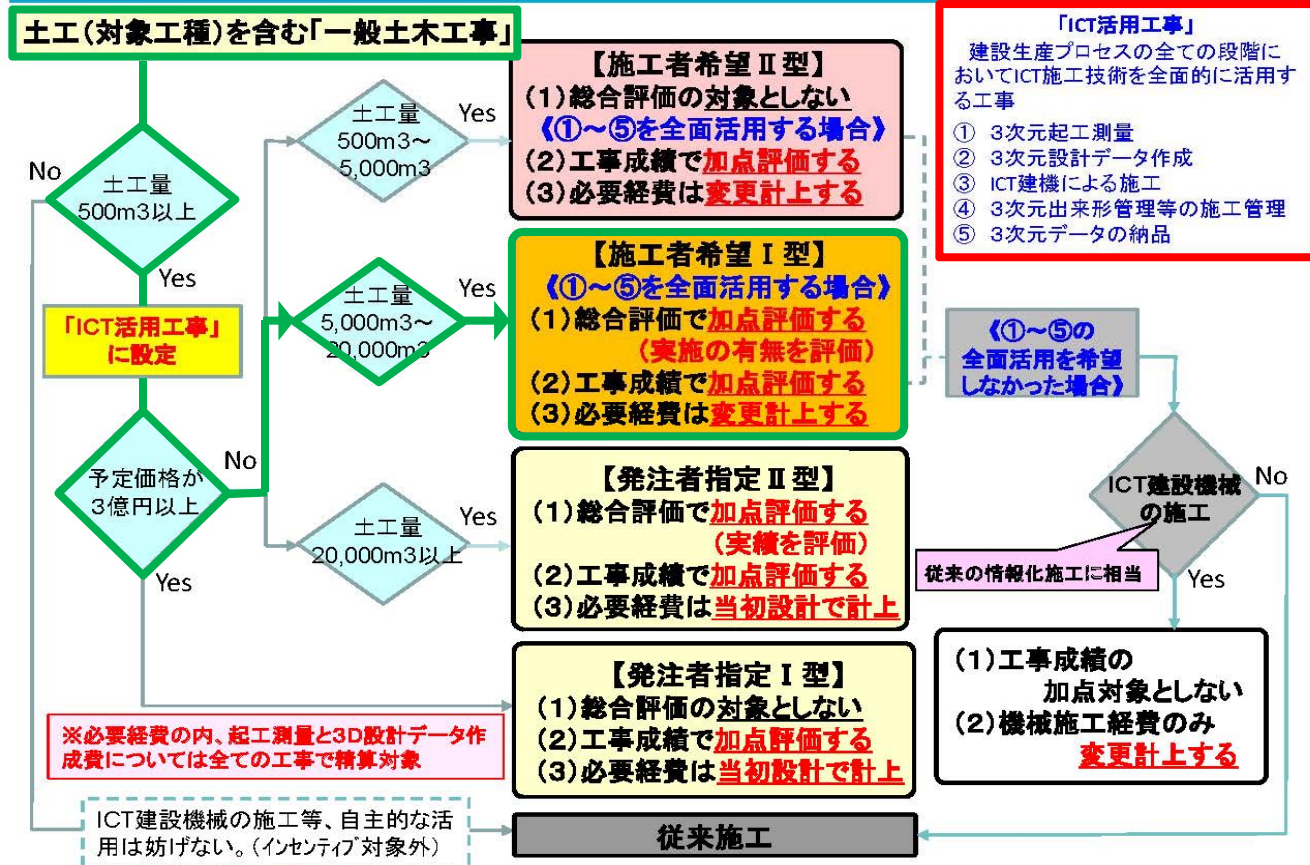 土工(対象工種)を含む「一般土木工事」
「ICT活用工事」
建設生産プロセスの全ての段階に
おいてICT施工技術を全面的に活用す
る工事
① 3次元起工測量
② 3次元設計データ作成
③ ICT建機による施工
④ 3次元出来形管理等の施工管理
⑤ 3次元データの納品
No
土工量
500m3以上
Yes
「ICT活用工事」
に設定
予定価格が
3億円以上
No
Yes
土工量
500m3～
5,000m3
Yes
【施工者希望Ⅱ型】
(1)総合評価の対象としない
《①～⑤を全面活用する場合》
(2)工事成績で加点評価する
(3)必要経費は変更計上する
土工量
5,000m3～
20,000m3
Yes
【施工者希望Ⅰ型】
《①～⑤を全面活用する場合》
(1)総合評価で加点評価する
(実施の有無を評価)
(2)工事成績で加点評価する
(3)必要経費は変更計上する
土工量
20,000m3以上
Yes
【発注者指定Ⅱ型】
(1)総合評価で加点評価する
(実績を評価)
(2)工事成績で加点評価する
(3)必要経費は当初設計で計上
【発注者指定Ⅰ型】
(1)総合評価の対象としない
(2)工事成績で加点評価する
(3)必要経費は当初設計で計上
《①～⑤の
全面活用を希望
しなかった場合》
ICT建設機械
の施工
No
従来の情報化施工に相当
Yes
(1)工事成績の
加点対象としない
(2)機械施工経費のみ
変更計上する
※必要経費の内、起工測量と3D設計データ作
成費については全ての工事で精算対象
ICT建設機械の施工等、自主的な活
用は妨げない。(インセンティブ対象外)
従来施工